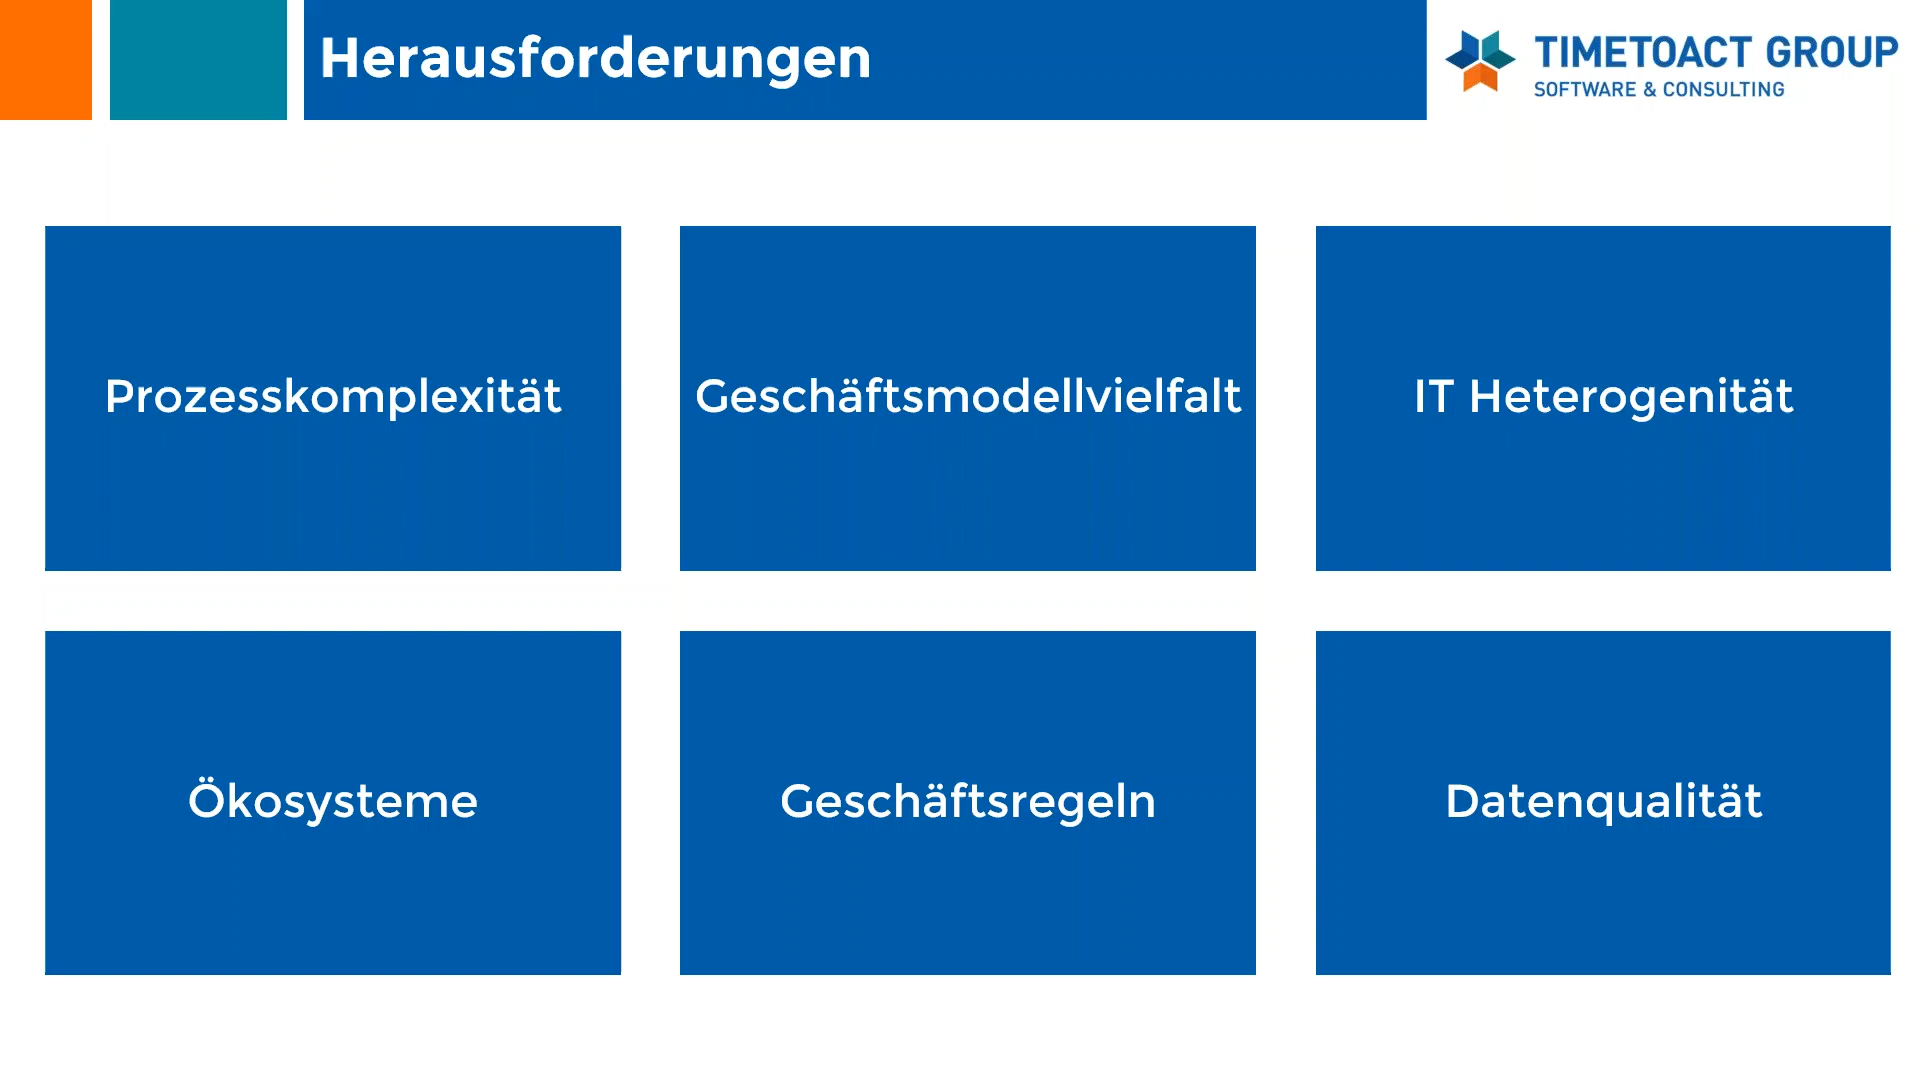 Herausforderungen
TIMETOACT GROUP
SOFTWARE & CONSULTING
Prozesskomplexität
Geschäftsmodellvielfalt
IT Heterogenität
Ökosysteme
Geschäftsregeln
Datenqualität